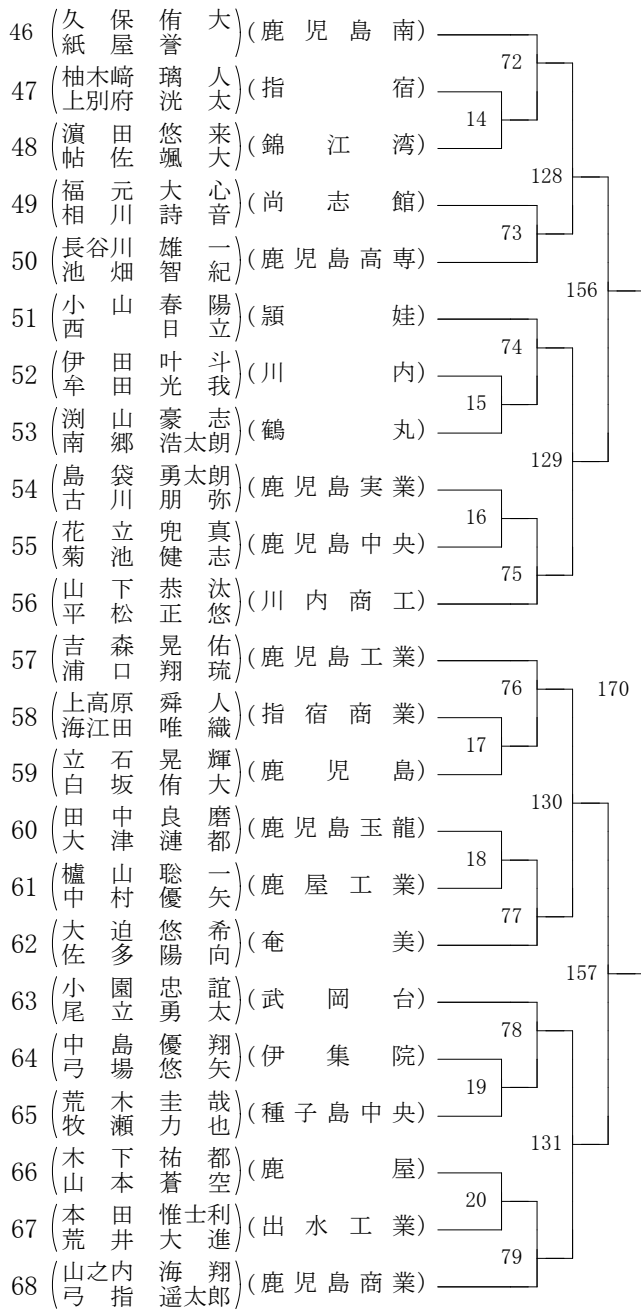 46 (久保侑大 紙屋誉) (鹿児島南)
72
47 (柚木﨑璃人 上別府洸太) (指宿)
14
48 (濵田悠来 帖佐颯大) (錦江湾)
128
49 (福元大心 相川詩音) (尚志館)
73
50 (長谷川雄一 池畑智紀) (鹿児島高専)
156
51 (小山春陽 西日立) (頴娃)
74
52 (伊田叶斗 牟田光我) (川内)
15
53 (渕山豪志 南郷浩太朗) (鶴丸)
129
54 (島袋勇太朗 古川朋弥) (鹿児島実業)
16
55 (花立兜真 菊池健志) (鹿児島中央)
75
56 (山下恭汰 平松正悠) (川内商工)
57 (吉森晃佑 浦口翔琉) (鹿児島工業)
76
170
58 (上高原舜人 海江田唯織) (指宿商業)
17
59 (立石晃輝 白坂侑大) (鹿児島)
130
60 (田中良磨 大津漣都) (鹿児島玉龍)
18
61 (櫨山聡一 中村優矢) (鹿屋工業)
77
62 (大迫悠希 佐多陽向) (奄美)
157
63 (小園忠誼 尾立勇太) (武岡台)
78
64 (中島優翔 弓場悠矢) (伊集院)
19
65 (荒木圭哉 牧瀬力也) (種子島中央)
131
66 (木下祐都 山本蒼空) (鹿屋)
20
67 (本田惟士利 荒井大進) (出水工業)
79
68 (山之内海翔 弓指遥太郎) (鹿児島商業)